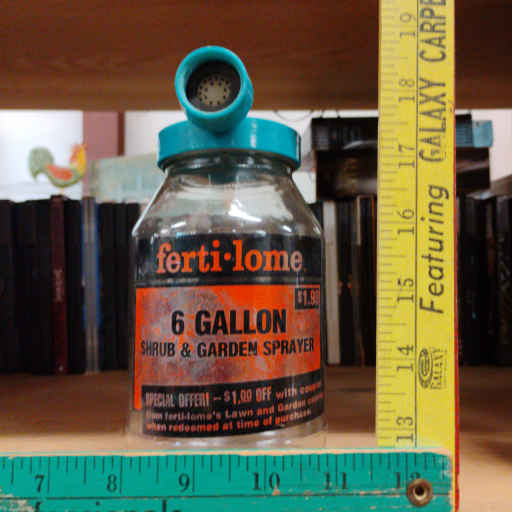 ferti·lome
$1.98
6 GALLON
SHRUB & GARDEN SPRAYER
SPECIAL OFFER! -- $1.00 OFF with coupon
from ferti-lome's Lawn and Garden
when redeemed at time of purchase.
Featuring GALAXY CARPE
GALAXY
19
18
17
16
15
14
13
7
8
9
10
11
12